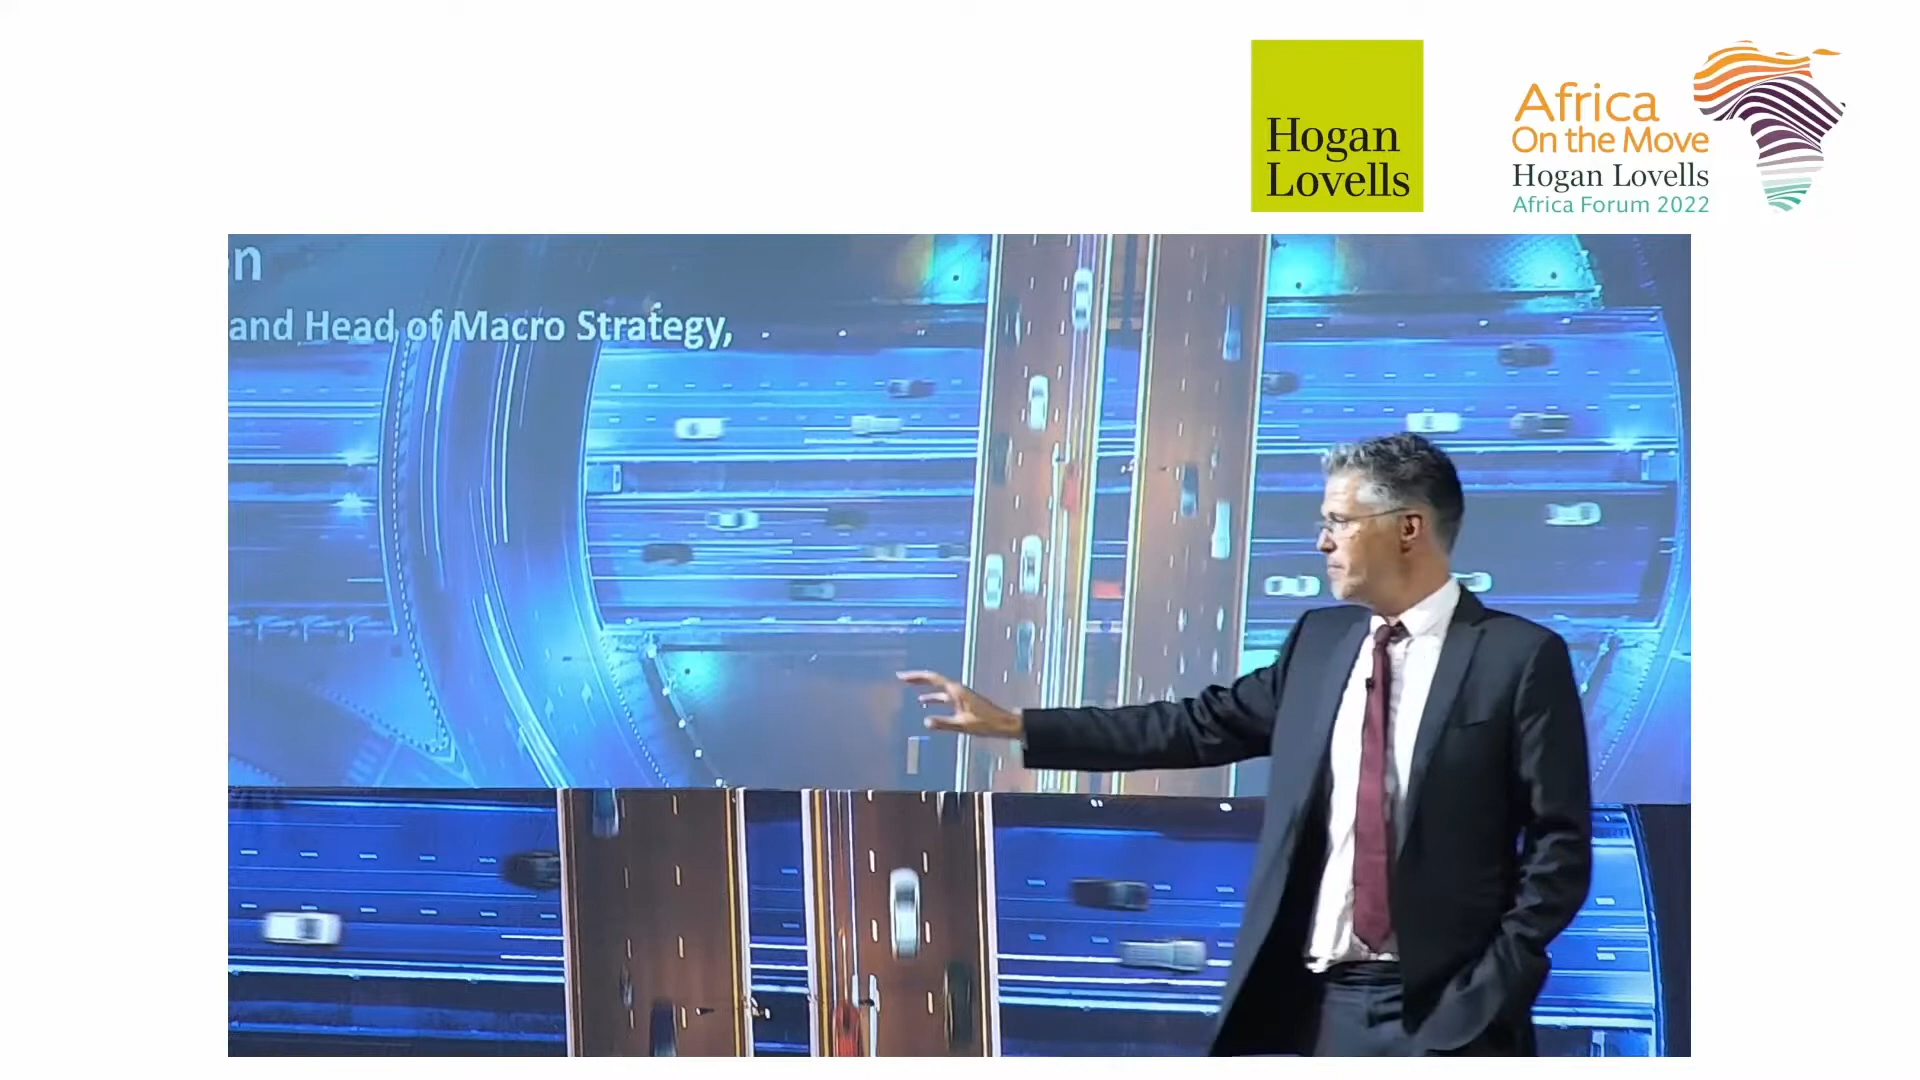 Hogan
Lovells
Africa
On the Move
Hogan Lovells
Africa Forum 2022
n
and Head of Macro Strategy,